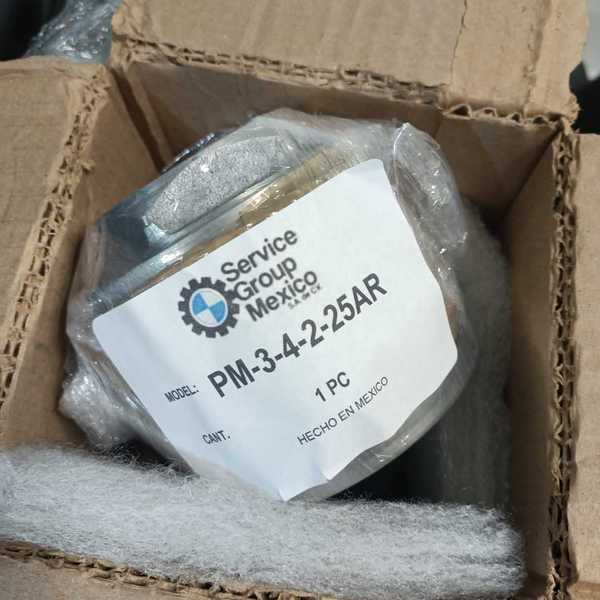 Service
Group
Mexico
S.A. de C.V.
MODEL: PM-3-4-2-25AR
CANT. 1 PC
HECHO EN MEXICO